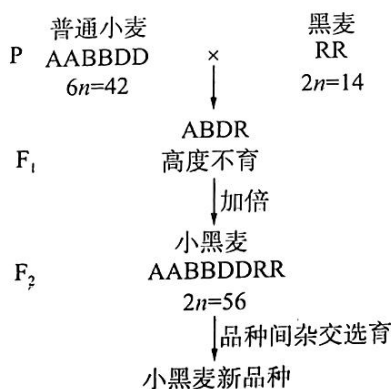 普通小麦 黑麦
P AABBDD × RR
6n=42 2n=14
ABDR
F₁ 高度不育
加倍
小黑麦
F₂ AABBDDRR
2n=56
品种间杂交选育
小黑麦新品种